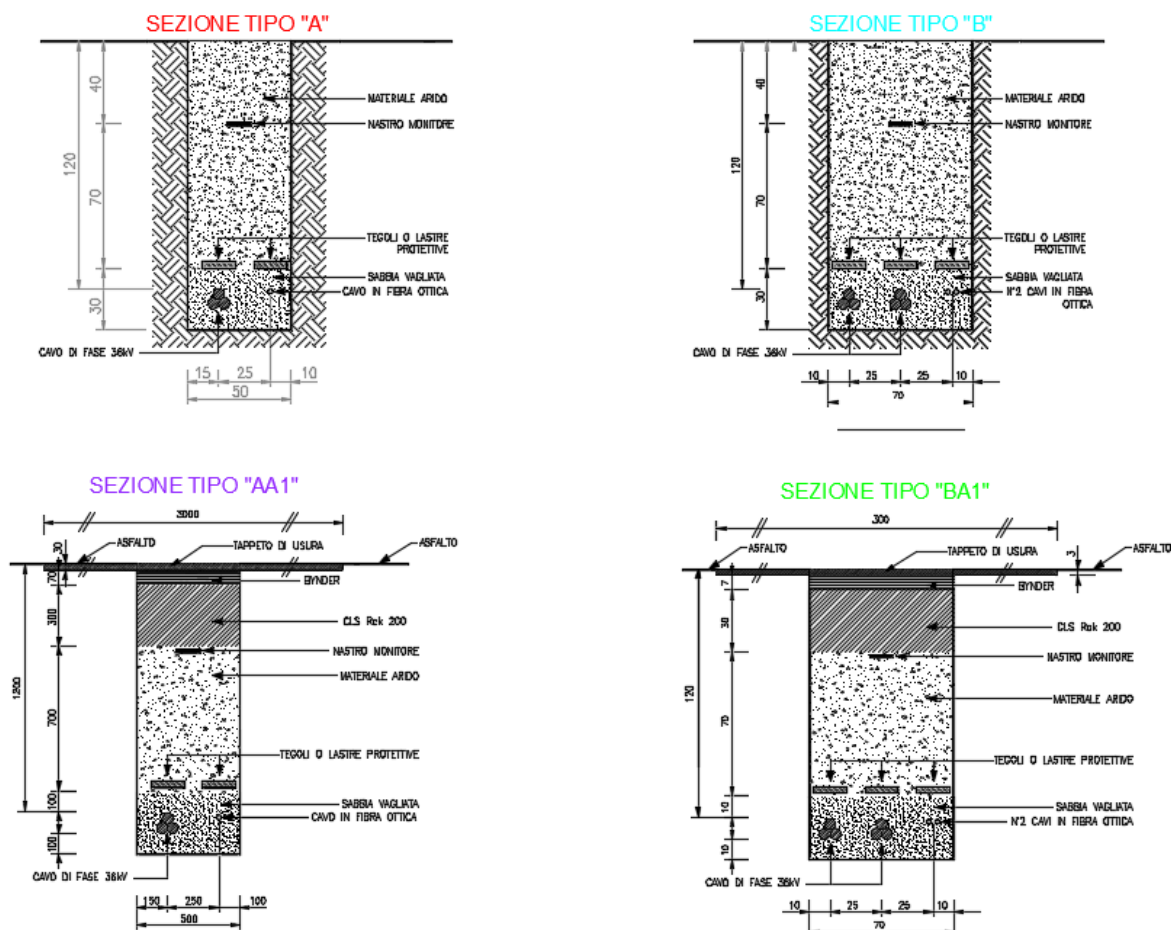 SEZIONE TIPO "A"
40
120
70
30
MATERIALE ARIDO
NASTRO MONITORE
TEGOLI O LASTRE
PROTETTIVE
SABBIA VAGLIATA
CAVO IN FIBRA OTTICA
CAVO DI FASE 36kV
15 25 10
50
SEZIONE TIPO "B"
40
120
70
30
MATERIALE ARIDO
NASTRO MONITORE
TEGOLI O LASTRE
PROTETTIVE
SABBIA VAGLIATA
N°2 CAVI IN FIBRA
OTTICA
CAVO DI FASE 36kV
10 25 25 10
70
SEZIONE TIPO "AA1"
3000
30
ASFALTO
TAPPETO DI USURA
ASFALTO
70
BYNDER
300
CLS Rck 200
NASTRO MONITORE
MATERIALE ARIDO
1200
700
TEGOLI O LASTRE PROTETTIVE
100
SABBIA VAGLIATA
CAVO IN FIBRA OTTICA
100
CAVO DI FASE 36kV
150 250 100
500
SEZIONE TIPO "BA1"
300
ASFALTO
TAPPETO DI USURA
3
ASFALTO
7
BYNDER
30
CLS Rck 200
NASTRO MONITORE
120
70
MATERIALE ARIDO
TEGOLI O LASTRE PROTETTIVE
10
SABBIA VAGLIATA
N°2 CAVI IN FIBRA OTTICA
10
CAVO DI FASE 36kV
10 25 25 10
70